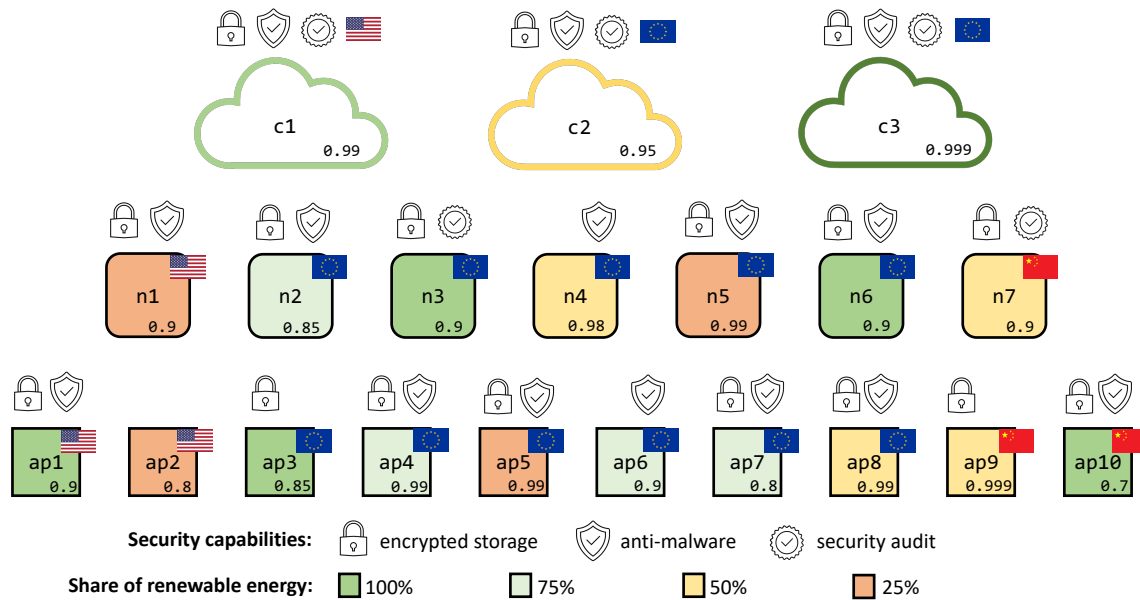 c1 c2 c3
0.99 0.95 0.999
n1 n2 n3 n4 n5 n6 n7
0.9 0.85 0.9 0.98 0.99 0.9 0.9
ap1 ap2 ap3 ap4 ap5 ap6 ap7 ap8 ap9 ap10
0.9 0.8 0.85 0.99 0.99 0.9 0.8 0.99 0.999 0.7
Security capabilities: encrypted storage anti-malware security audit
Share of renewable energy: 100% 75% 50% 25%